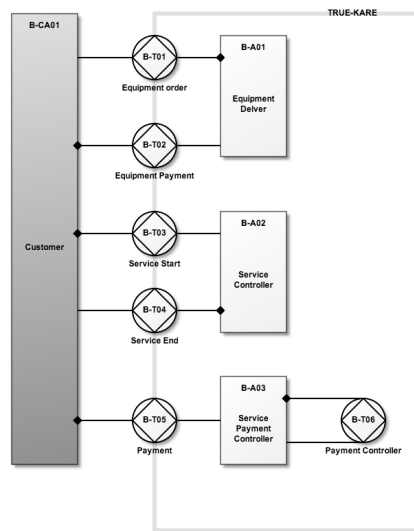 TRUE-KARE
B-CA01
Customer
B-T01
Equipment order
B-A01
Equipment
Delver
B-T02
Equipment Payment
B-T03
Service Start
B-A02
Service
Controller
B-T04
Service End
B-A03
Service
Payment
Controller
B-T05
Payment
B-T06
Payment Controller